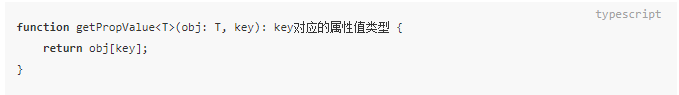 typescript
function getPropValue<T>(obj: T, key): key对应的属性值类型 {
    return obj[key];
}